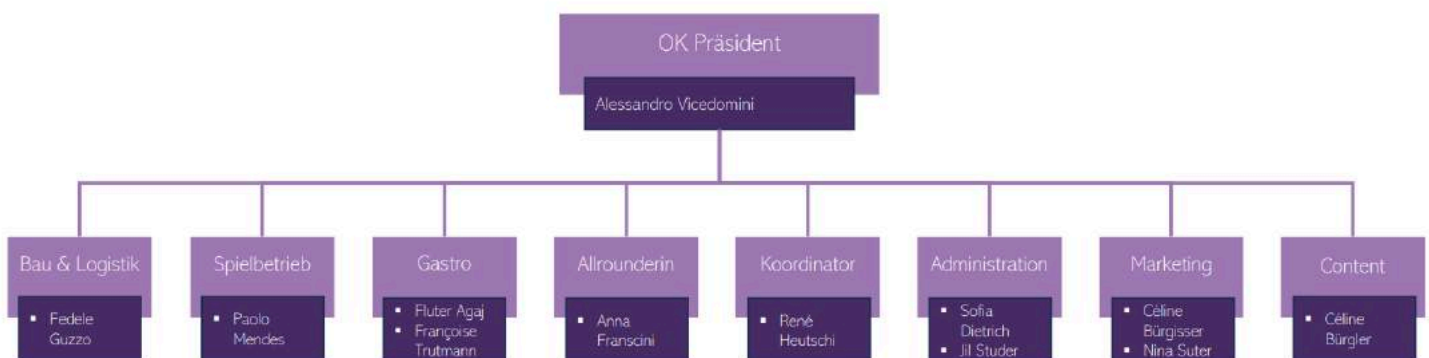 OK Präsident
Alessandro Vicedomini
Bau & Logistik
▪ Fedele
Guzzo
Spielbetrieb
▪ Paolo
Mendes
Gastro
▪ Fluter Agaj
▪ Françoise
Trutmann
Allrounderin
▪ Anna
Franscini
Koordinator
▪ René
Heutschi
Administration
▪ Sofia
Dietrich
▪ Jil Studer
Marketing
▪ Céline
Bürgisser
▪ Nina Suter
Content
▪ Céline
Bürgler